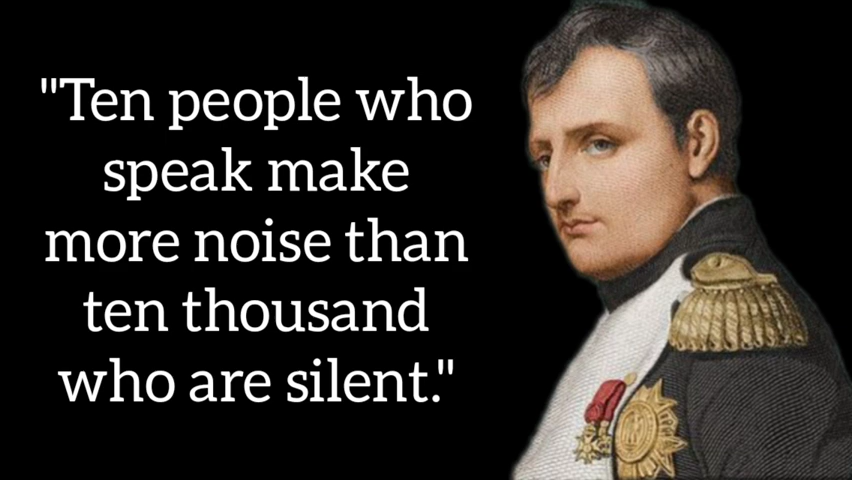 "Ten people who
speak make
more noise than
ten thousand
who are silent."